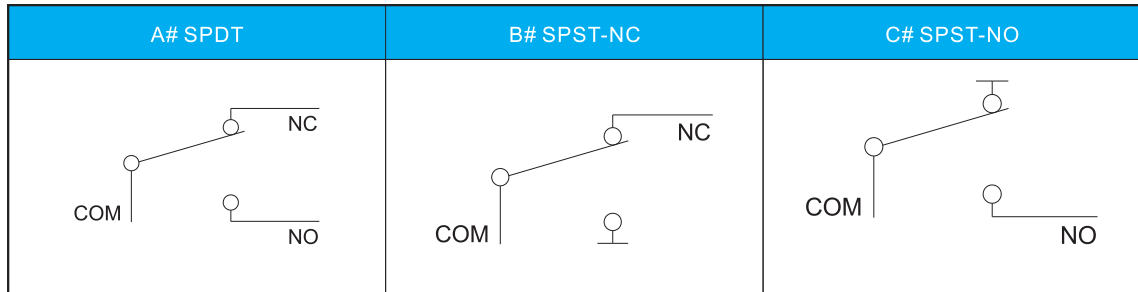 A# SPDT
B# SPST-NC
C# SPST-NO
NC
COM
NO
NC
COM
COM
NO